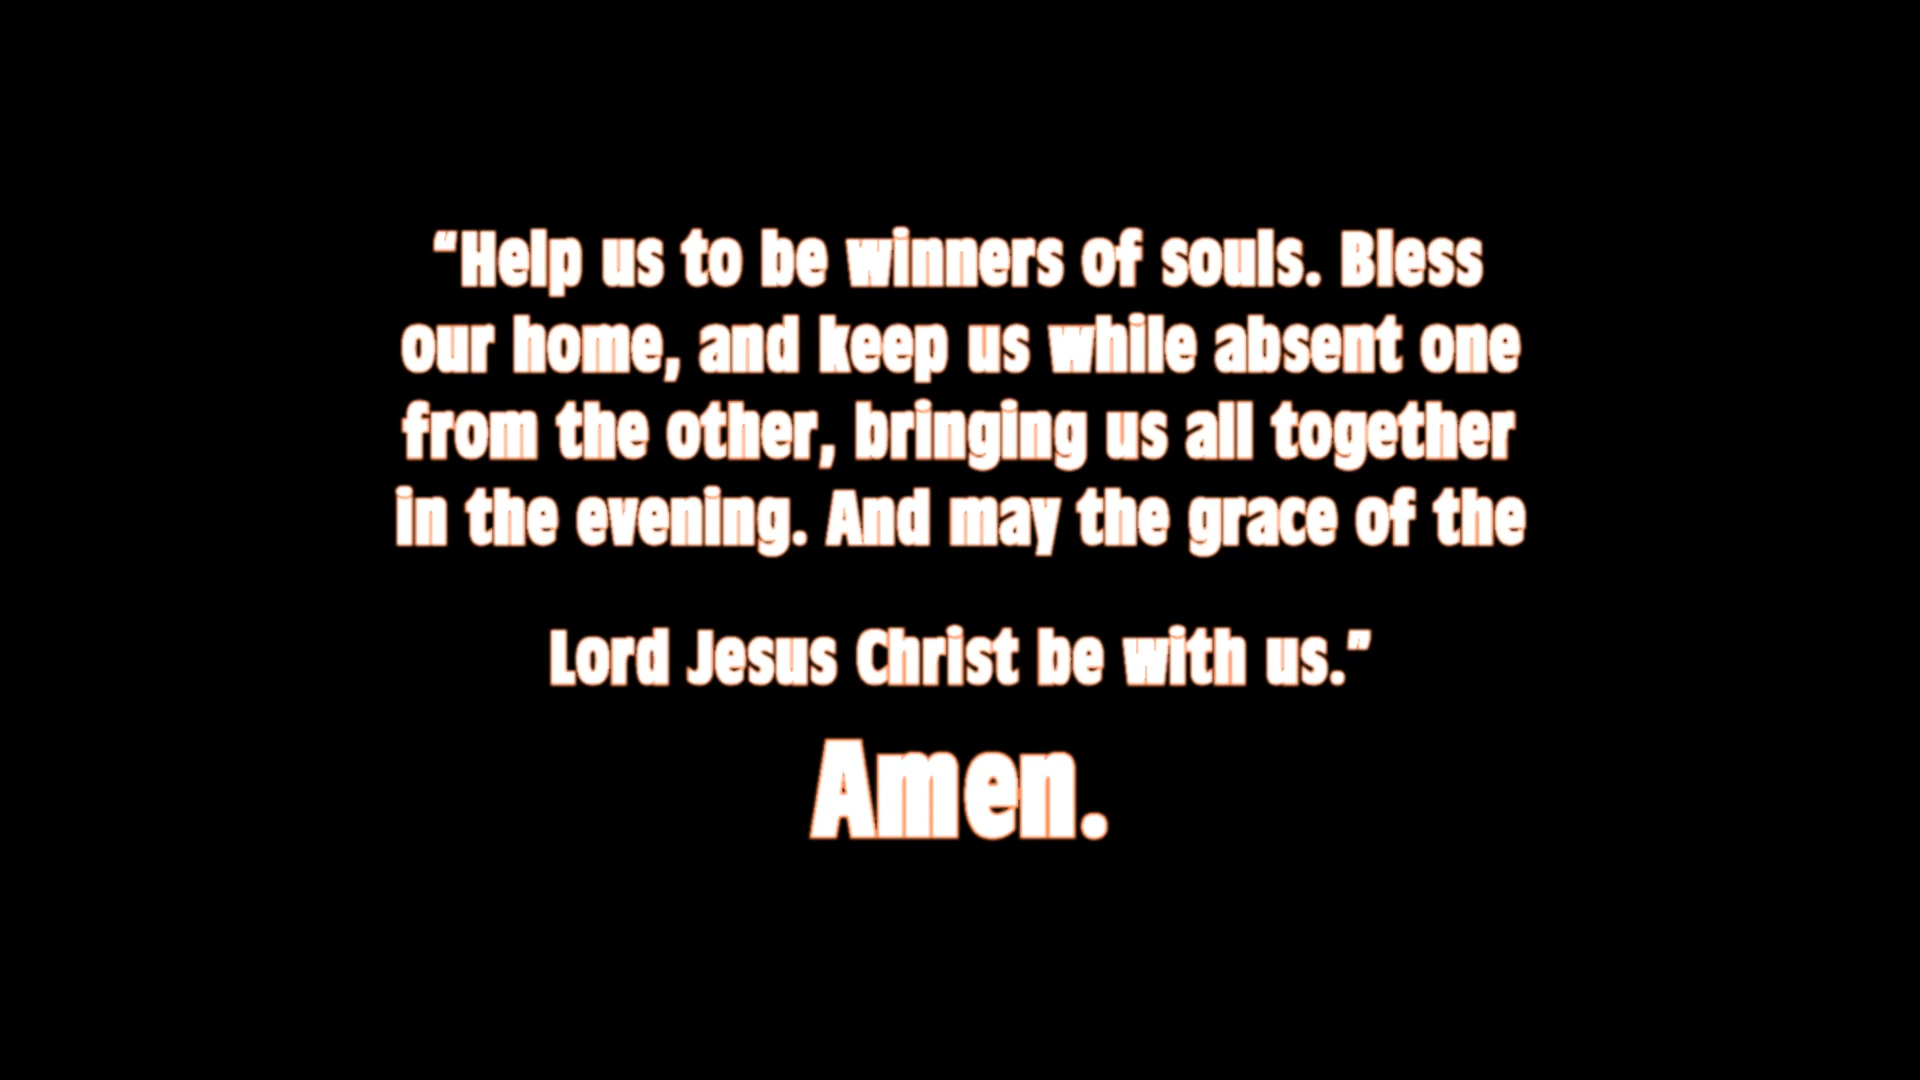 “Help us to be winners of souls. Bless
our home, and keep us while absent one
from the other, bringing us all together
in the evening. And may the grace of the
Lord Jesus Christ be with us.”
Amen.